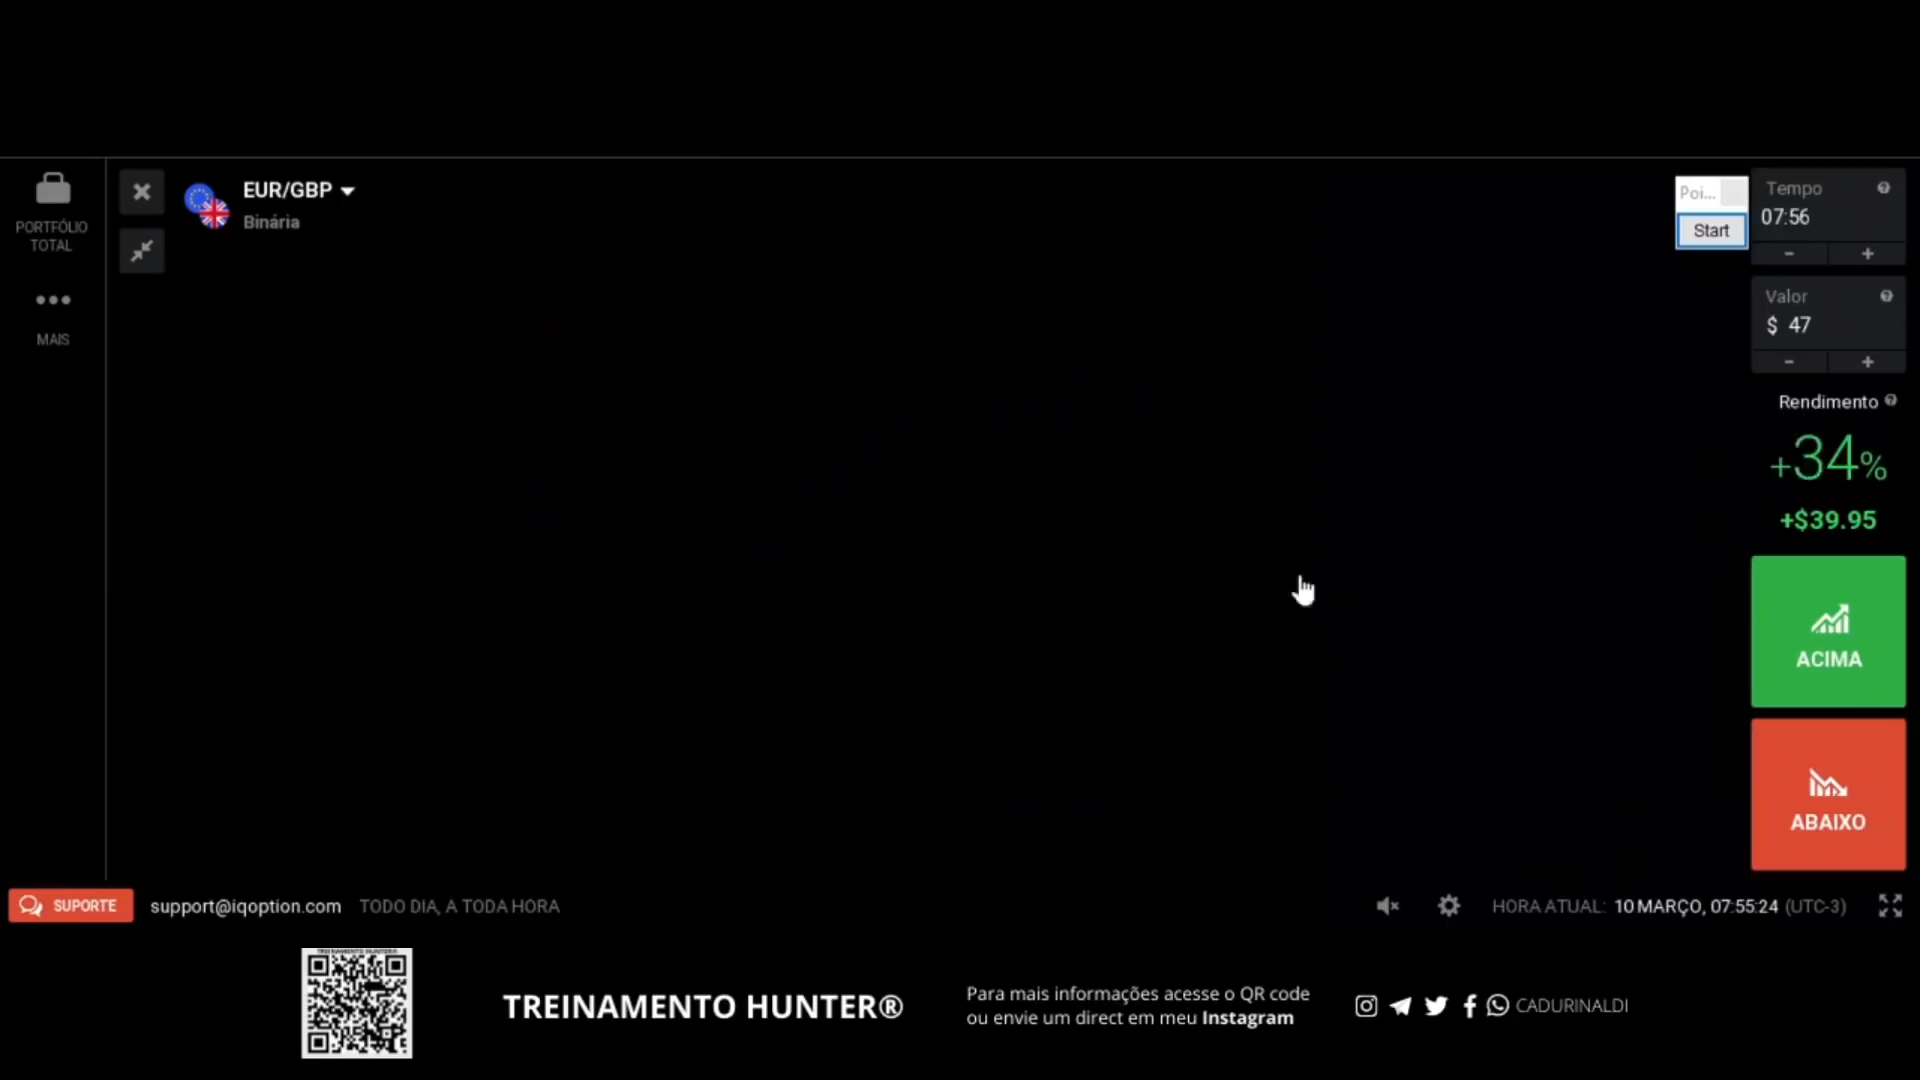 PORTFÓLIO
TOTAL
MAIS
EUR/GBP
Binária
Poi...
Start
Tempo
07:56
- +
Valor
$ 47
- +
Rendimento
+34%
+$39.95
ACIMA
ABAIXO
SUPORTE support@iqoption.com TODO DIA, A TODA HORA
HORA ATUAL: 10 MARÇO, 07:55:24 (UTC-3)
TREINAMENTO HUNTER®
Para mais informações acesse o QR code
ou envie um direct em meu Instagram
CADURINALDI